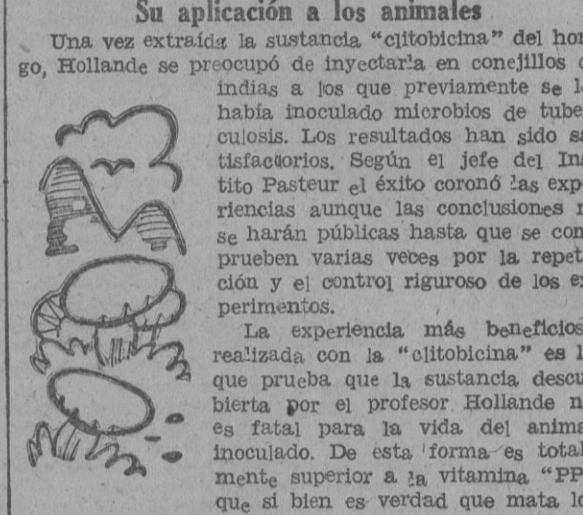 Su aplicación a los animales
Una vez extraída la sustancia “clitobicina” del hon
go, Hollande se preocupó de inyectarla en conejillos d
indias a los que previamente se l
había inoculado microbios de tube
culosis. Los resultados han sido sa
tisfactorios. Según el jefe del Ins
tito Pasteur el éxito coronó las expe
riencias aunque las conclusiones n
se harán públicas hasta que se com
prueben varias veces por la repeti
ción y el control riguroso de los ex
perimentos.
La experiencia más beneficios
realizada con la “clitobicina” es l
que prueba que la sustancia descu
bierta por el profesor Hollande n
es fatal para la vida del anima
inoculado. De esta forma es total
mente superior a la vitamina “PP
que si bien es verdad que mata lo